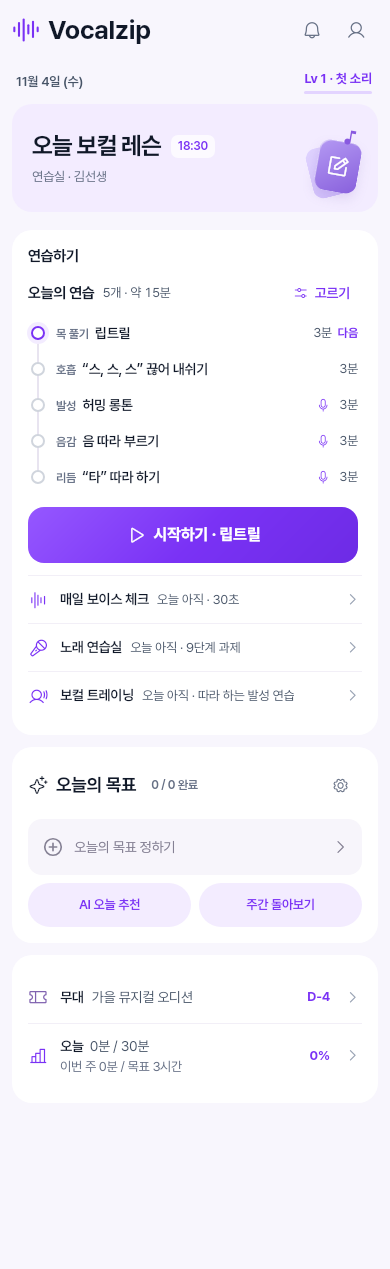 Vocalzip
11월 4일 (수)
Lv 1 · 첫 소리
오늘 보컬 레슨 18:30
연습실 · 김선생
연습하기
오늘의 연습 5개 · 약 15분 고르기
목 풀기 립트릴 3분 다음
호흡 “스, 스, 스” 끊어 내쉬기 3분
발성 허밍 롱톤 3분
음감 음 따라 부르기 3분
리듬 “타” 따라 하기 3분
시작하기 · 립트릴
매일 보이스 체크 오늘 아직 · 30초
노래 연습실 오늘 아직 · 9단계 과제
보컬 트레이닝 오늘 아직 · 따라 하는 발성 연습
오늘의 목표 0 / 0 완료
오늘의 목표 정하기
AI 오늘 추천 주간 돌아보기
무대 가을 뮤지컬 오디션 D-4
오늘 0분 / 30분 0%
이번 주 0분 / 목표 3시간